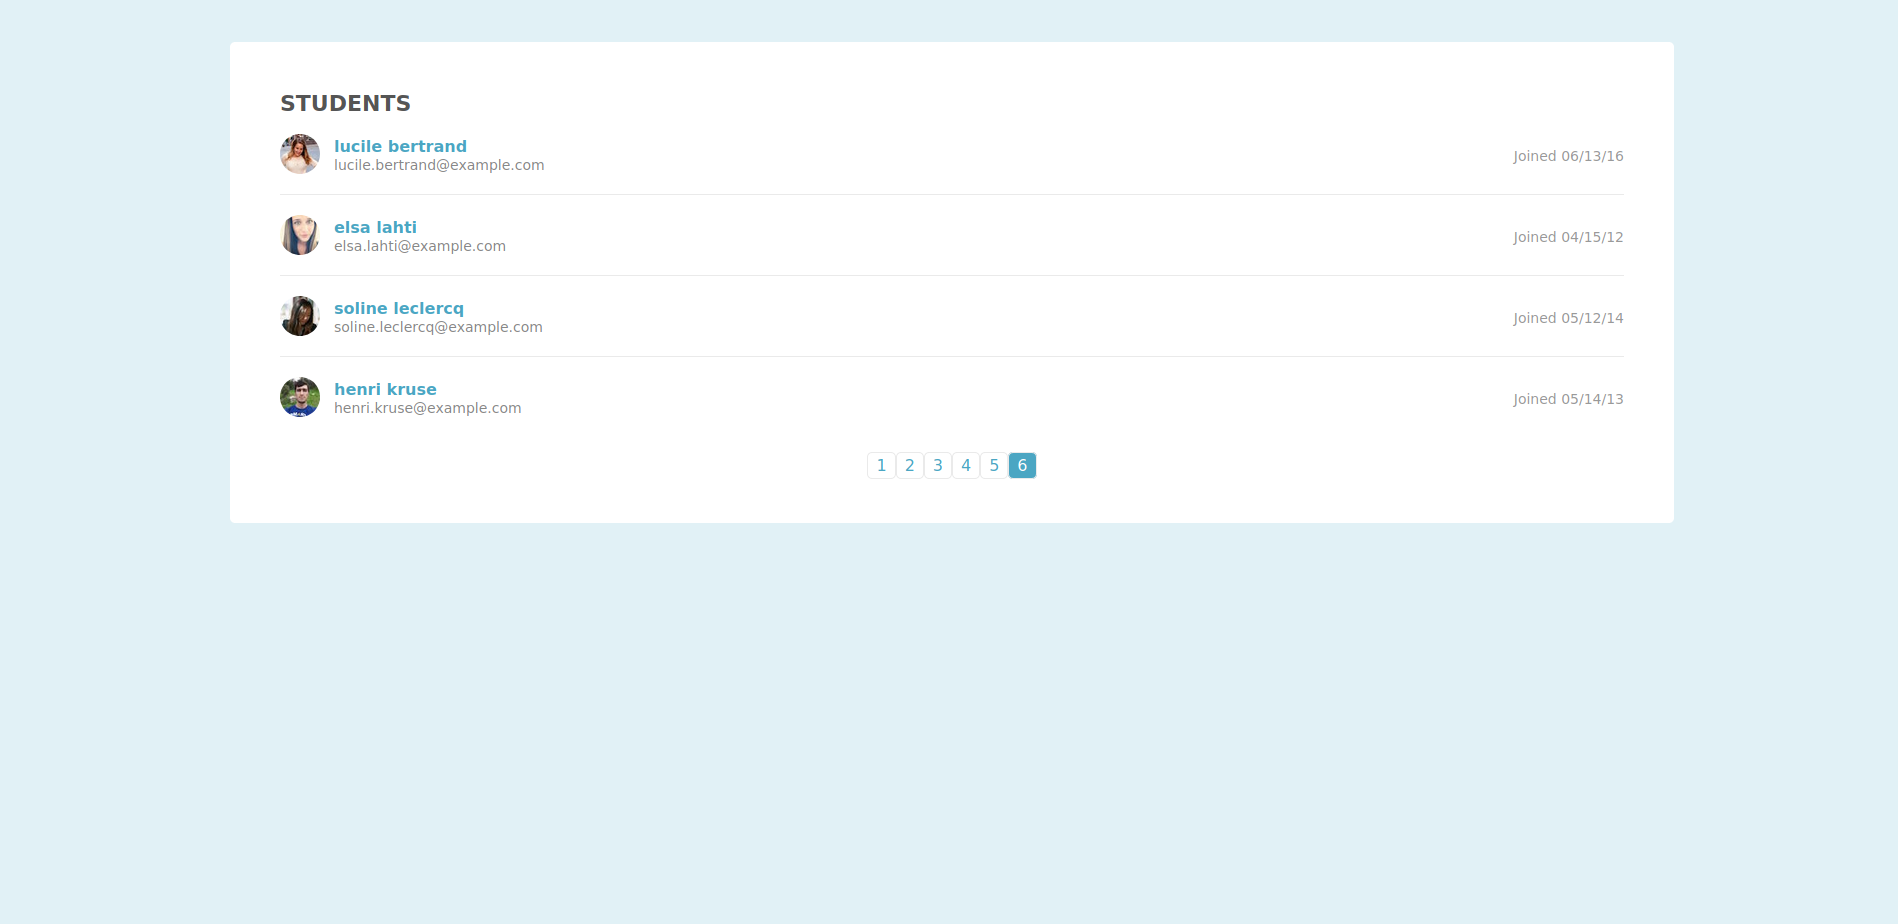 STUDENTS
lucile bertrand
lucile.bertrand@example.com
Joined 06/13/16
elsa lahti
elsa.lahti@example.com
Joined 04/15/12
soline leclercq
soline.leclercq@example.com
Joined 05/12/14
henri kruse
henri.kruse@example.com
Joined 05/14/13
1 2 3 4 5 6